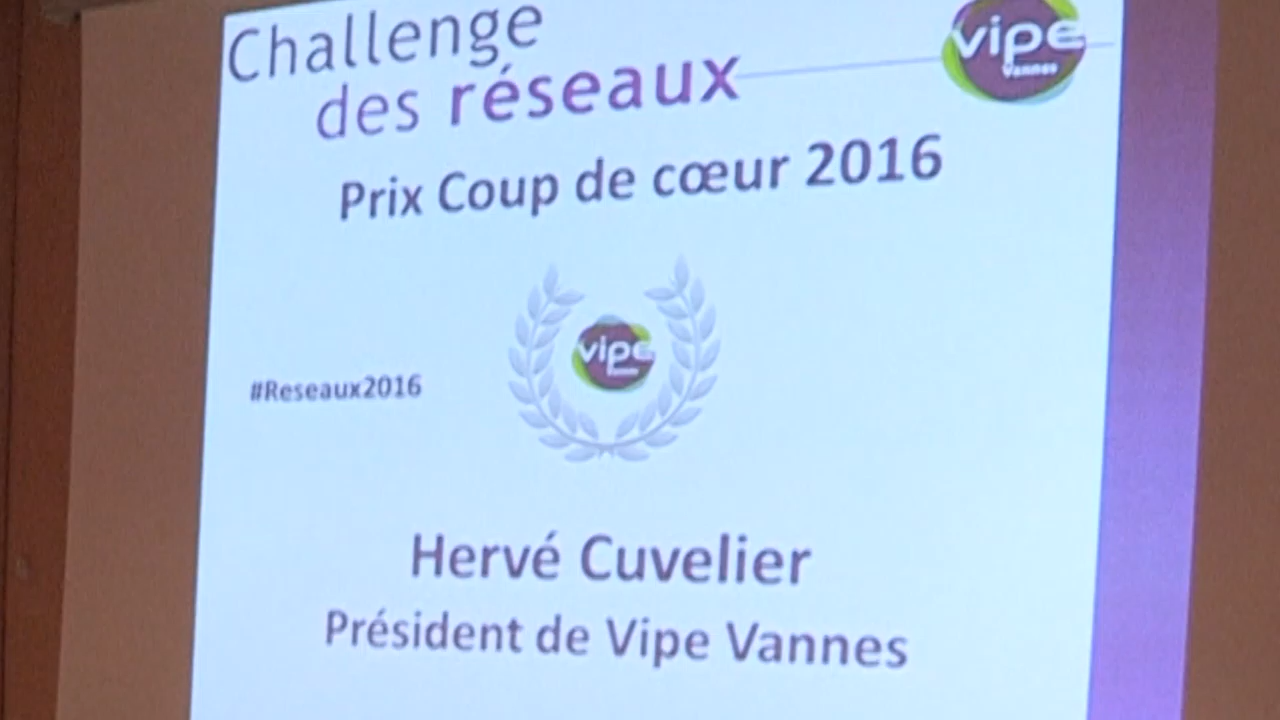 Challenge
des réseaux
vipe
Vannes
Prix Coup de cœur 2016
vipe
#Reseaux2016
Hervé Cuvelier
Président de Vipe Vannes